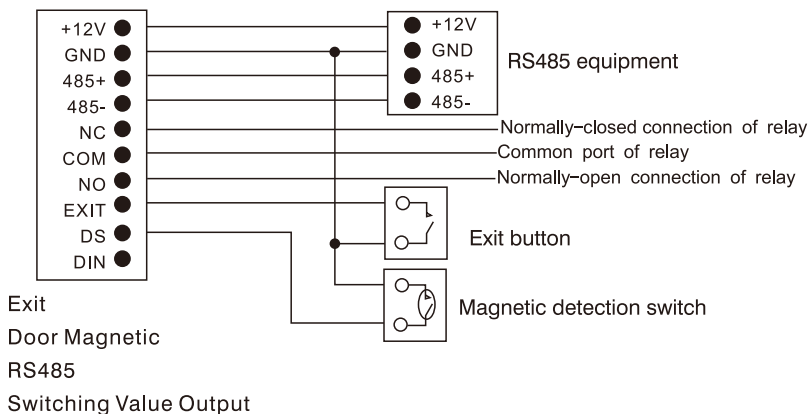 +12V
GND
485+
485-
NC
COM
NO
EXIT
DS
DIN
+12V
GND
485+
485-
RS485 equipment
Normally-closed connection of relay
Common port of relay
Normally-open connection of relay
Exit button
Magnetic detection switch
Exit
Door Magnetic
RS485
Switching Value Output